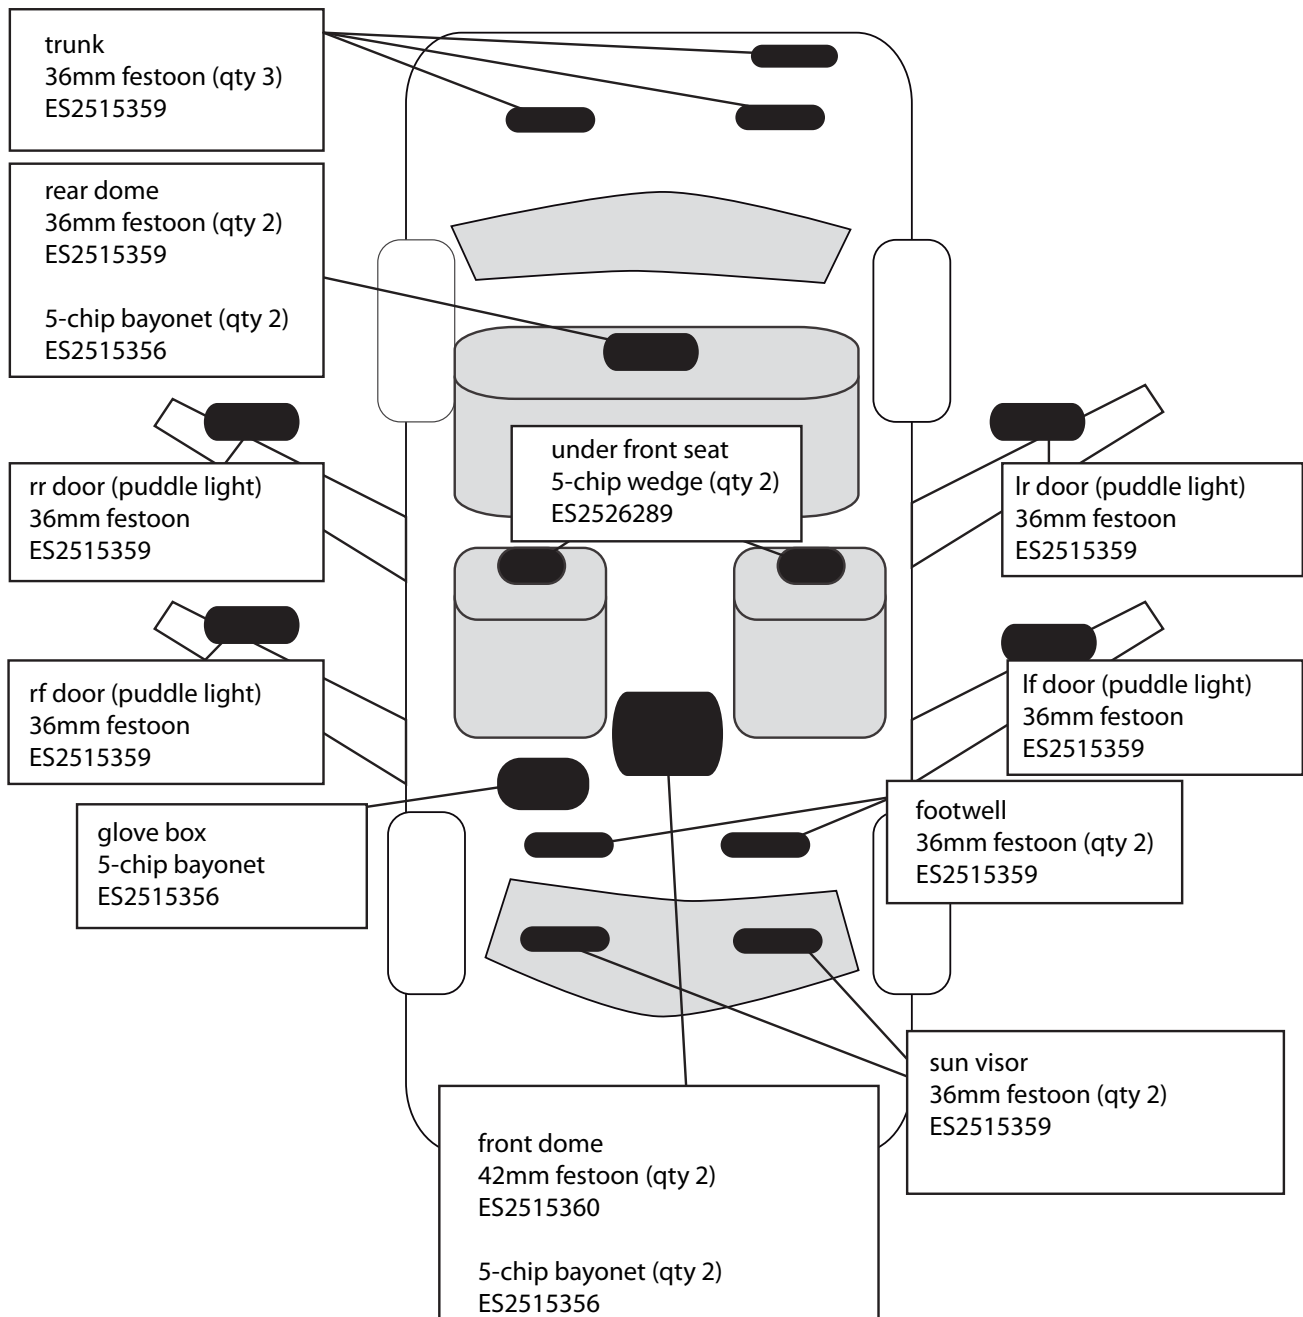 trunk
36mm festoon (qty 3)
ES2515359
rear dome
36mm festoon (qty 2)
ES2515359
5-chip bayonet (qty 2)
ES2515356
under front seat
5-chip wedge (qty 2)
ES2526289
rr door (puddle light)
36mm festoon
ES2515359
lr door (puddle light)
36mm festoon
ES2515359
rf door (puddle light)
36mm festoon
ES2515359
lf door (puddle light)
36mm festoon
ES2515359
glove box
5-chip bayonet
ES2515356
footwell
36mm festoon (qty 2)
ES2515359
sun visor
36mm festoon (qty 2)
ES2515359
front dome
42mm festoon (qty 2)
ES2515360
5-chip bayonet (qty 2)
ES2515356